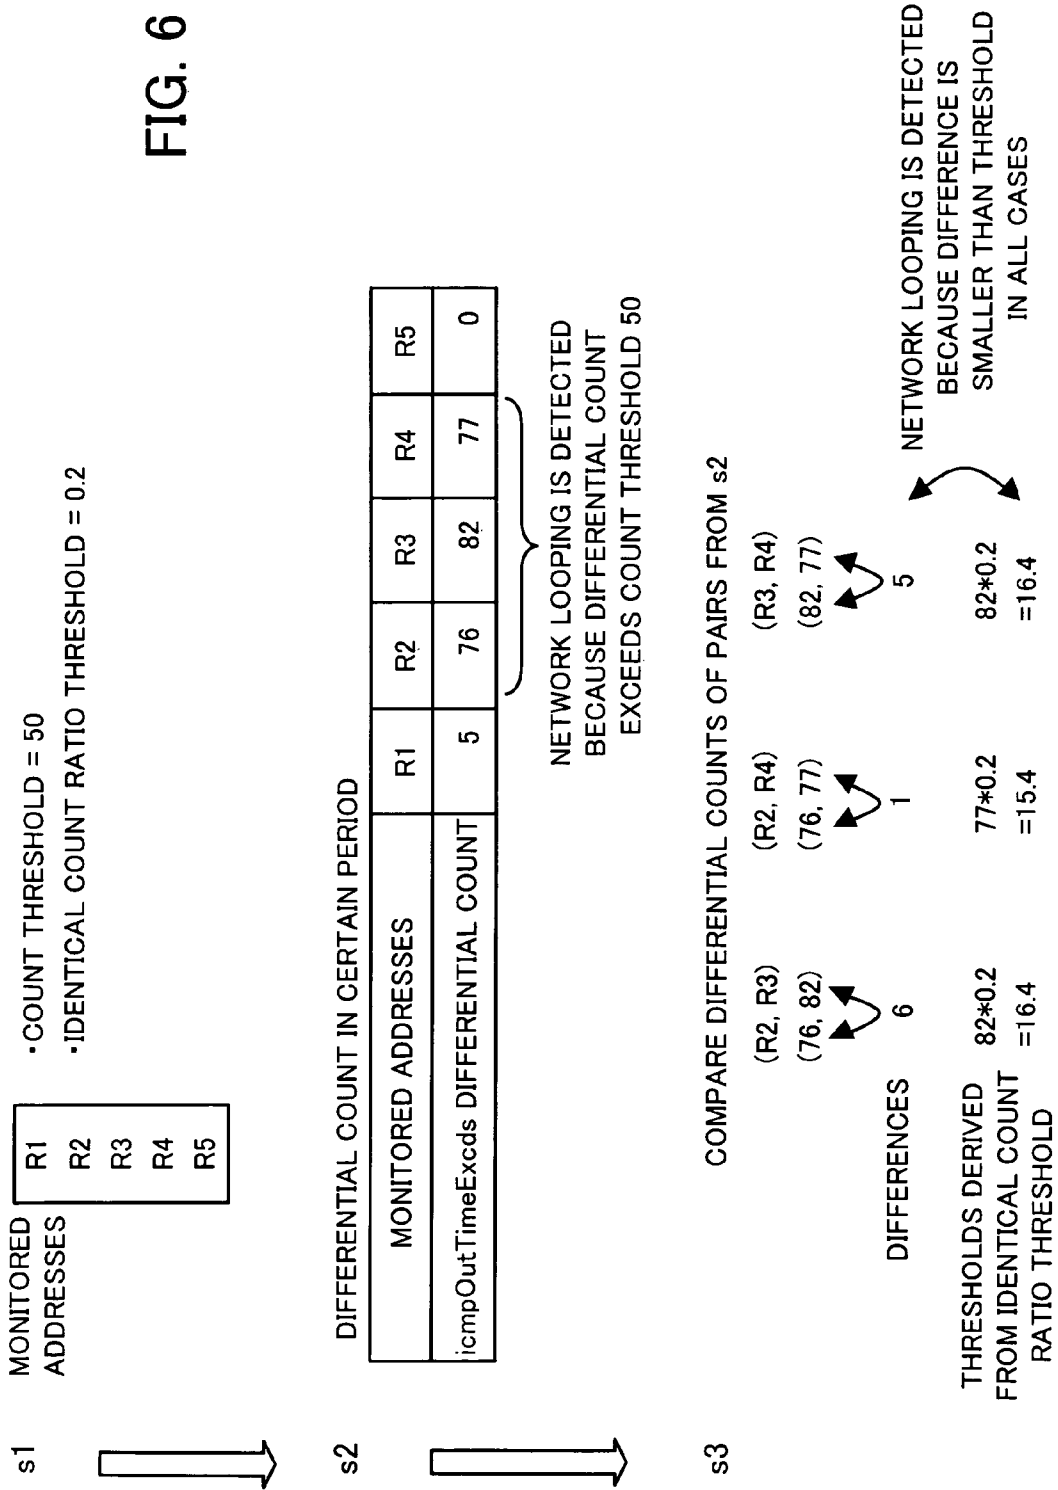 FIG. 6
s1
MONITORED
ADDRESSES
R1
R2
R3
R4
R5
・COUNT THRESHOLD = 50
・IDENTICAL COUNT RATIO THRESHOLD = 0.2
s2
DIFFERENTIAL COUNT IN CERTAIN PERIOD
MONITORED ADDRESSES R1 R2 R3 R4 R5
icmpOutTimeExcds DIFFERENTIAL COUNT 5 76 82 77 0
NETWORK LOOPING IS DETECTED
BECAUSE DIFFERENTIAL COUNT
EXCEEDS COUNT THRESHOLD 50
s3
COMPARE DIFFERENTIAL COUNTS OF PAIRS FROM s2
(R2, R3) (R2, R4) (R3, R4)
(76, 82) (76, 77) (82, 77)
DIFFERENCES 6 1 5
THRESHOLDS DERIVED
FROM IDENTICAL COUNT
RATIO THRESHOLD
82*0.2 77*0.2 82*0.2
=16.4 =15.4 =16.4
NETWORK LOOPING IS DETECTED
BECAUSE DIFFERENCE IS
SMALLER THAN THRESHOLD
IN ALL CASES